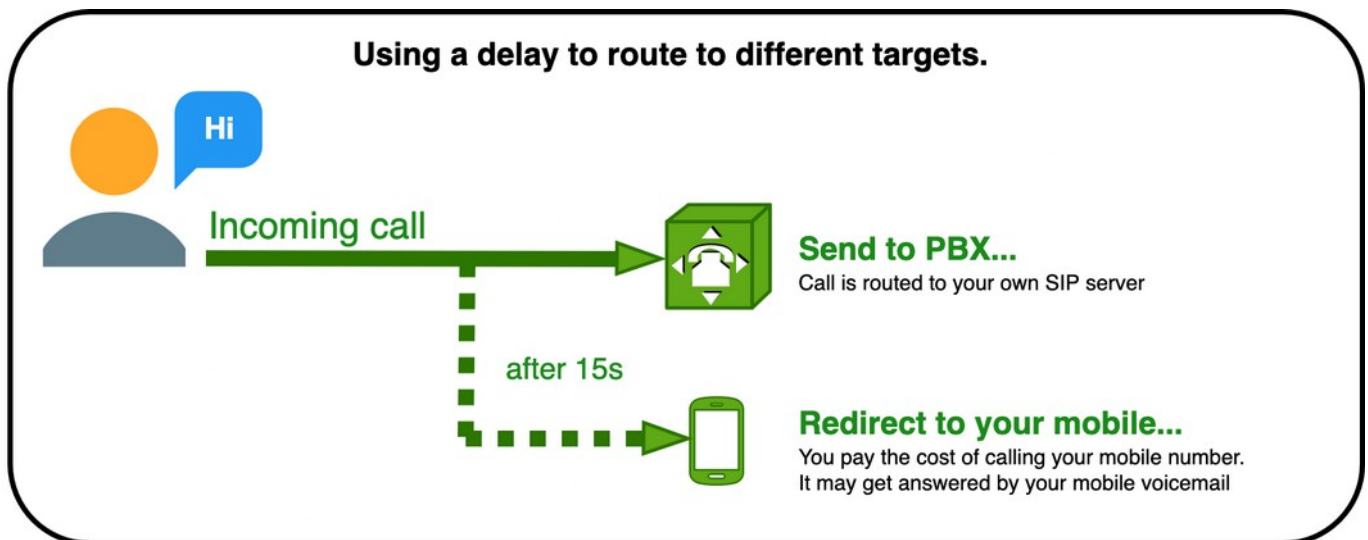 Using a delay to route to different targets.
Hi
Incoming call
Send to PBX...
Call is routed to your own SIP server
after 15s
Redirect to your mobile...
You pay the cost of calling your mobile number.
It may get answered by your mobile voicemail